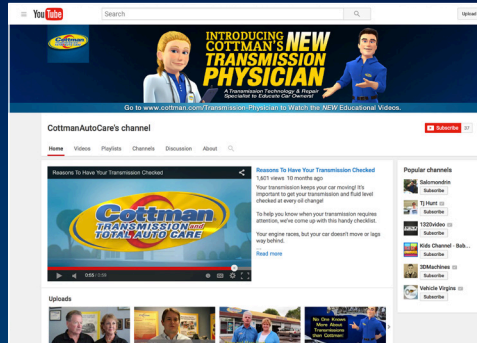 YouTube
Search
Upload
Cottman
INTRODUCING
COTTMAN'S NEW
TRANSMISSION
PHYSICIAN
A Transmission Technology & Repair
Specialist to Educate Car Owners!
Go to www.cottman.com/Transmission-Physician to Watch the NEW Educational Videos.
CottmanAutoCare's channel
Subscribe 37
Home Videos Playlists Channels Discussion About
Reasons To Have Your Transmission Checked
Cottman
TRANSMISSION and
TOTAL AUTO CARE
0:55 / 0:59
Reasons To Have Your Transmission Checked
1,601 views 10 months ago
Your transmission keeps your car moving! It's
important to get your transmission and fluid level
checked at every oil change!
To help you know when your transmission requires
attention, we've come up with this handy checklist.
Your engine races, but your car doesn't move or lags
way behind.
...
Read more
Popular channels
Salomondrin
Subscribe
Tj Hunt
Subscribe
1320video
Subscribe
Kids Channel - Bab...
Subscribe
3DMachines
Subscribe
Vehicle Virgins
Subscribe
Uploads
No One Knows
More About
Transmissions
than Cottman!